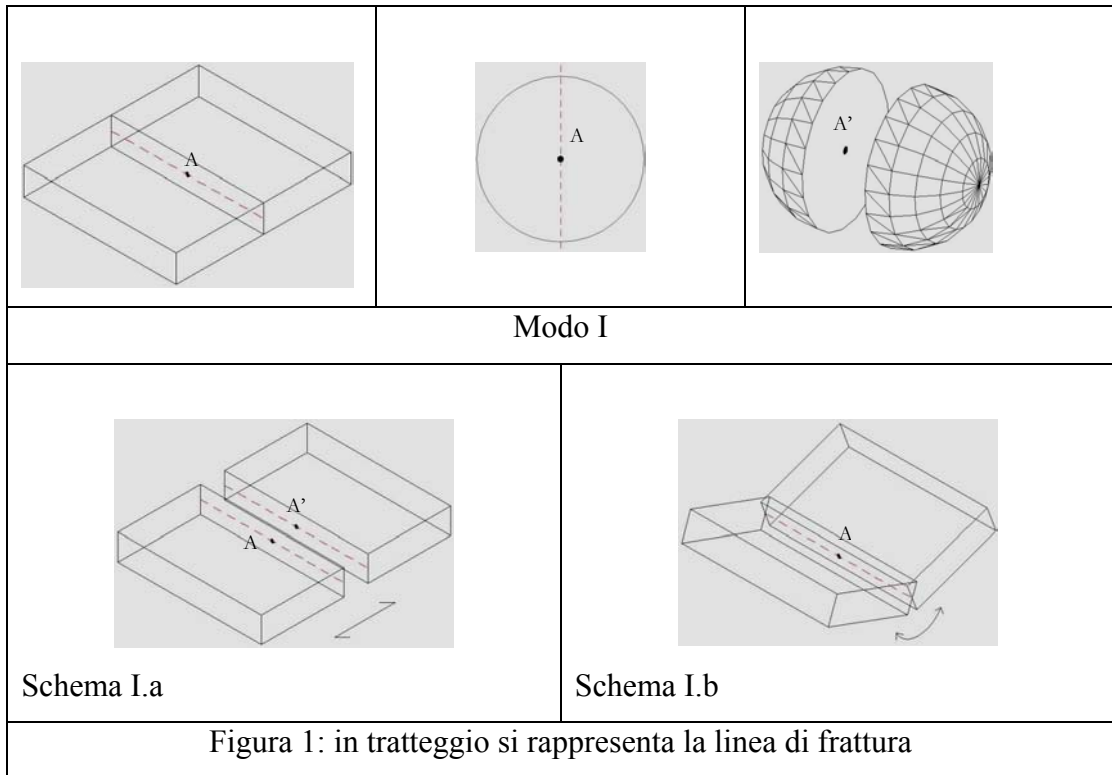 A
A
A’
Modo I
A’
A
A
Schema I.a
Schema I.b
Figura 1: in tratteggio si rappresenta la linea di frattura